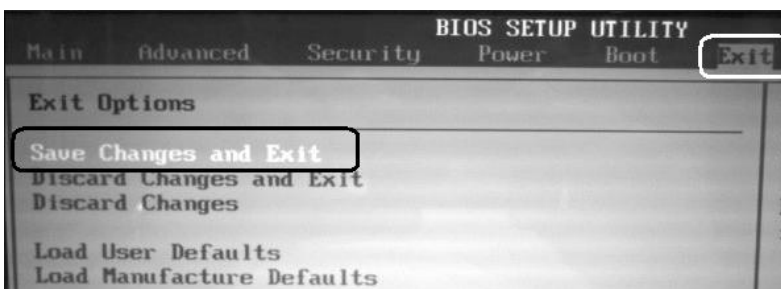 BIOS SETUP UTILITY
Main Advanced Security Power Boot Exit
Exit Options
Save Changes and Exit
Discard Changes and Exit
Discard Changes
Load User Defaults
Load Manufacture Defaults